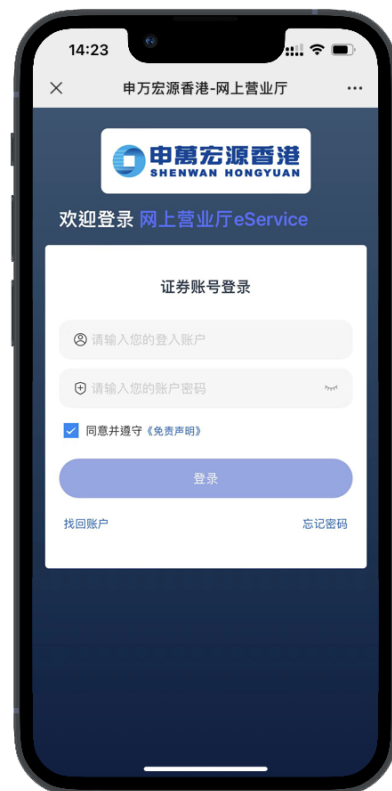 14:23
申万宏源香港-网上营业厅
申萬宏源香港
SHENWAN HONGYUAN
欢迎登录 网上营业厅eService
证券账号登录
请输入您的登入账户
请输入您的账户密码
同意并遵守《免责声明》
登录
找回账户 忘记密码